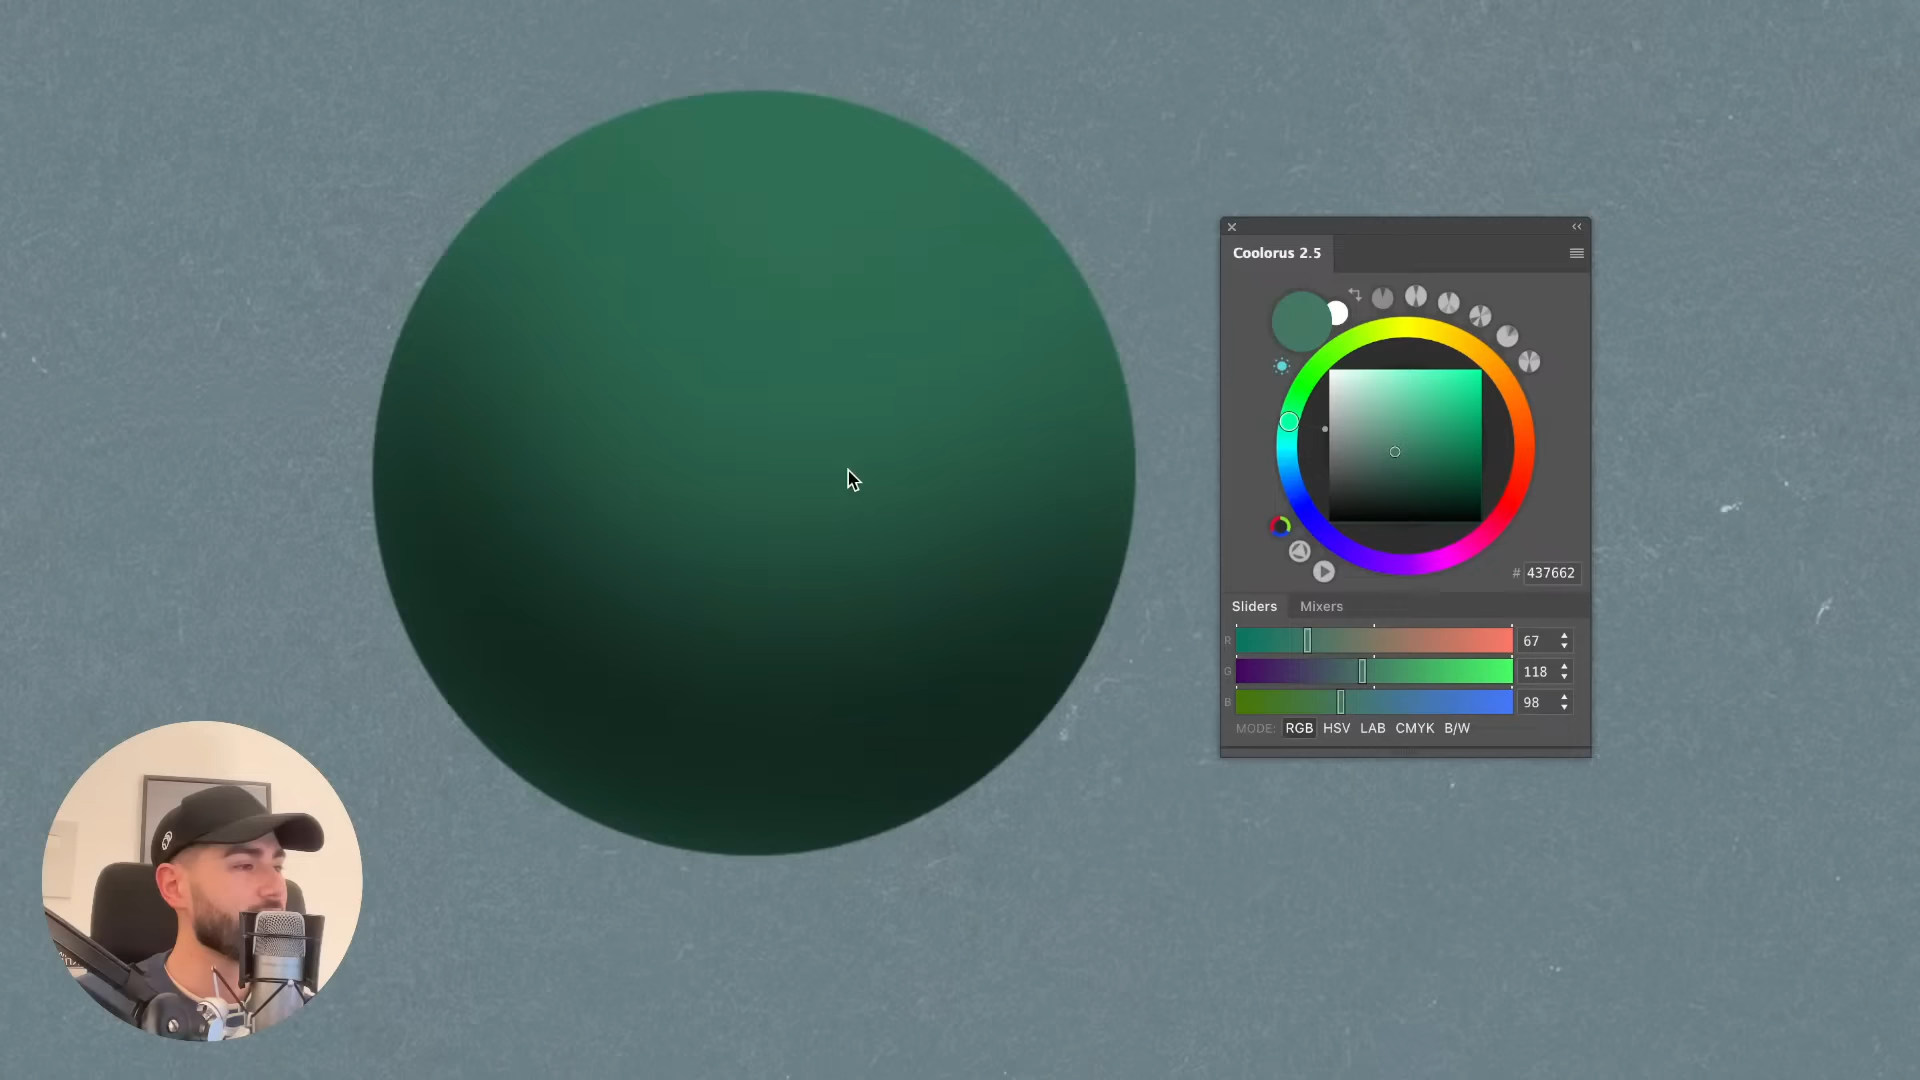 Coolorus 2.5
# 437662
Sliders Mixers
R 67
G 118
B 98
MODE: RGB HSV LAB CMYK B/W